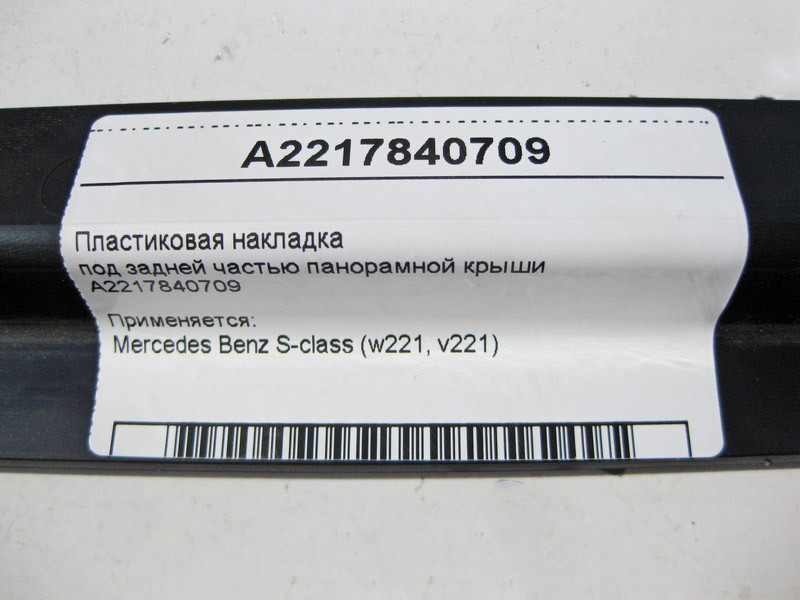 A2217840709
Пластиковая накладка
под задней частью панорамной крыши
A2217840709
Применяется:
Mercedes Benz S-class (w221, v221)